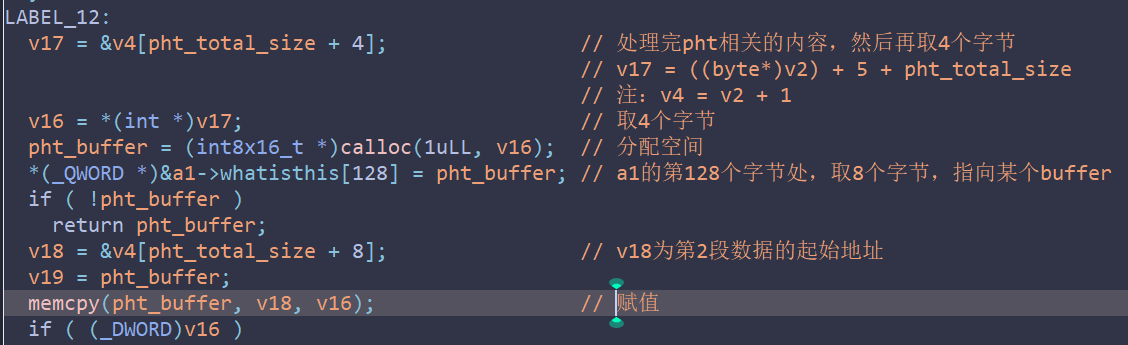 LABEL_12:
v17 = &v4[pht_total_size + 4]; // 处理完pht相关的内容，然后再取4个字节
// v17 = ((byte*)v2) + 5 + pht_total_size
// 注：v4 = v2 + 1
v16 = *(int *)v17; // 取4个字节
pht_buffer = (int8x16_t *)calloc(1uLL, v16); // 分配空间
*(_QWORD *)&a1->whatisthis[128] = pht_buffer; // a1的第128个字节处，取8个字节，指向某个buffer
if ( !pht_buffer )
return pht_buffer;
v18 = &v4[pht_total_size + 8]; // v18为第2段数据的起始地址
v19 = pht_buffer;
memcpy(pht_buffer, v18, v16); // 赋值
if ( (_DWORD)v16 )